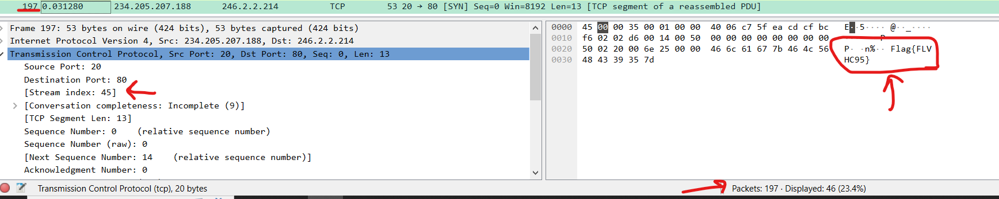 197 0.031280 234.205.207.188 246.2.2.214 TCP 53 20 → 80 [SYN] Seq=0 Win=8192 Len=13 [TCP segment of a reassembled PDU]
Frame 197: 53 bytes on wire (424 bits), 53 bytes captured (424 bits)
Internet Protocol Version 4, Src: 234.205.207.188, Dst: 246.2.2.214
Transmission Control Protocol, Src Port: 20, Dst Port: 80, Seq: 0, Len: 13
Source Port: 20
Destination Port: 80
[Stream index: 45]
[Conversation completeness: Incomplete (9)]
[TCP Segment Len: 13]
Sequence Number: 0 (relative sequence number)
Sequence Number (raw): 0
[Next Sequence Number: 14 (relative sequence number)]
Acknowledgment Number: 0
0000 45 00 00 35 00 01 00 00 40 06 c7 5f ea cd cf bc E··5···· @··_····
0010 f6 02 02 d6 00 14 00 50 00 00 00 00 00 00 00 00 P
0020 50 02 20 00 6e 25 00 00 46 6c 61 67 7b 46 4c 56 P· ·n%·· Flag{FLV
0030 48 43 39 35 7d HC95}
Transmission Control Protocol (tcp), 20 bytes
Packets: 197 · Displayed: 46 (23.4%)